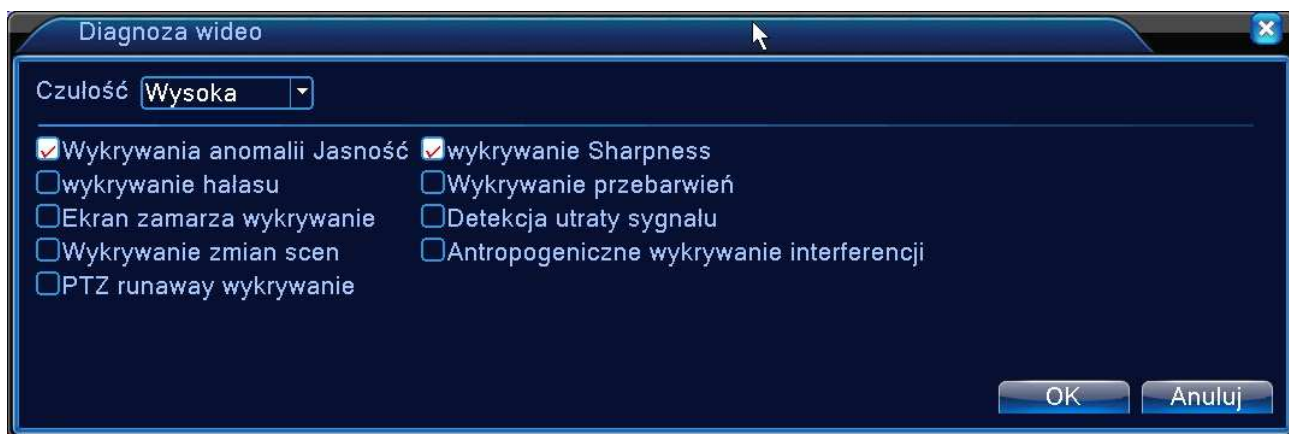 Diagnoza wideo
Czułość Wysoka
Wykrywania anomalii Jasność wykrywanie Sharpness
wykrywanie hałasu Wykrywanie przebarwień
Ekran zamarza wykrywanie Detekcja utraty sygnału
Wykrywanie zmian scen Antropogeniczne wykrywanie interferencji
PTZ runaway wykrywanie
OK Anuluj